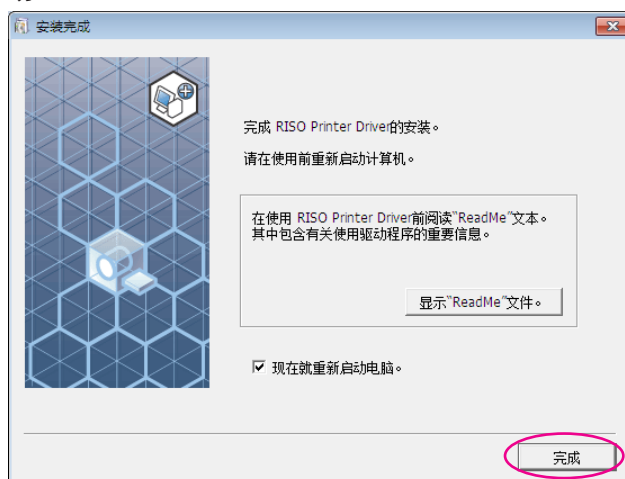 安装完成
完成 RISO Printer Driver的安装。
请在使用前重新启动计算机。
在使用 RISO Printer Driver前阅读"ReadMe"文本。
其中包含有关使用驱动程序的重要信息。
显示"ReadMe"文件。
现在就重新启动电脑。
完成